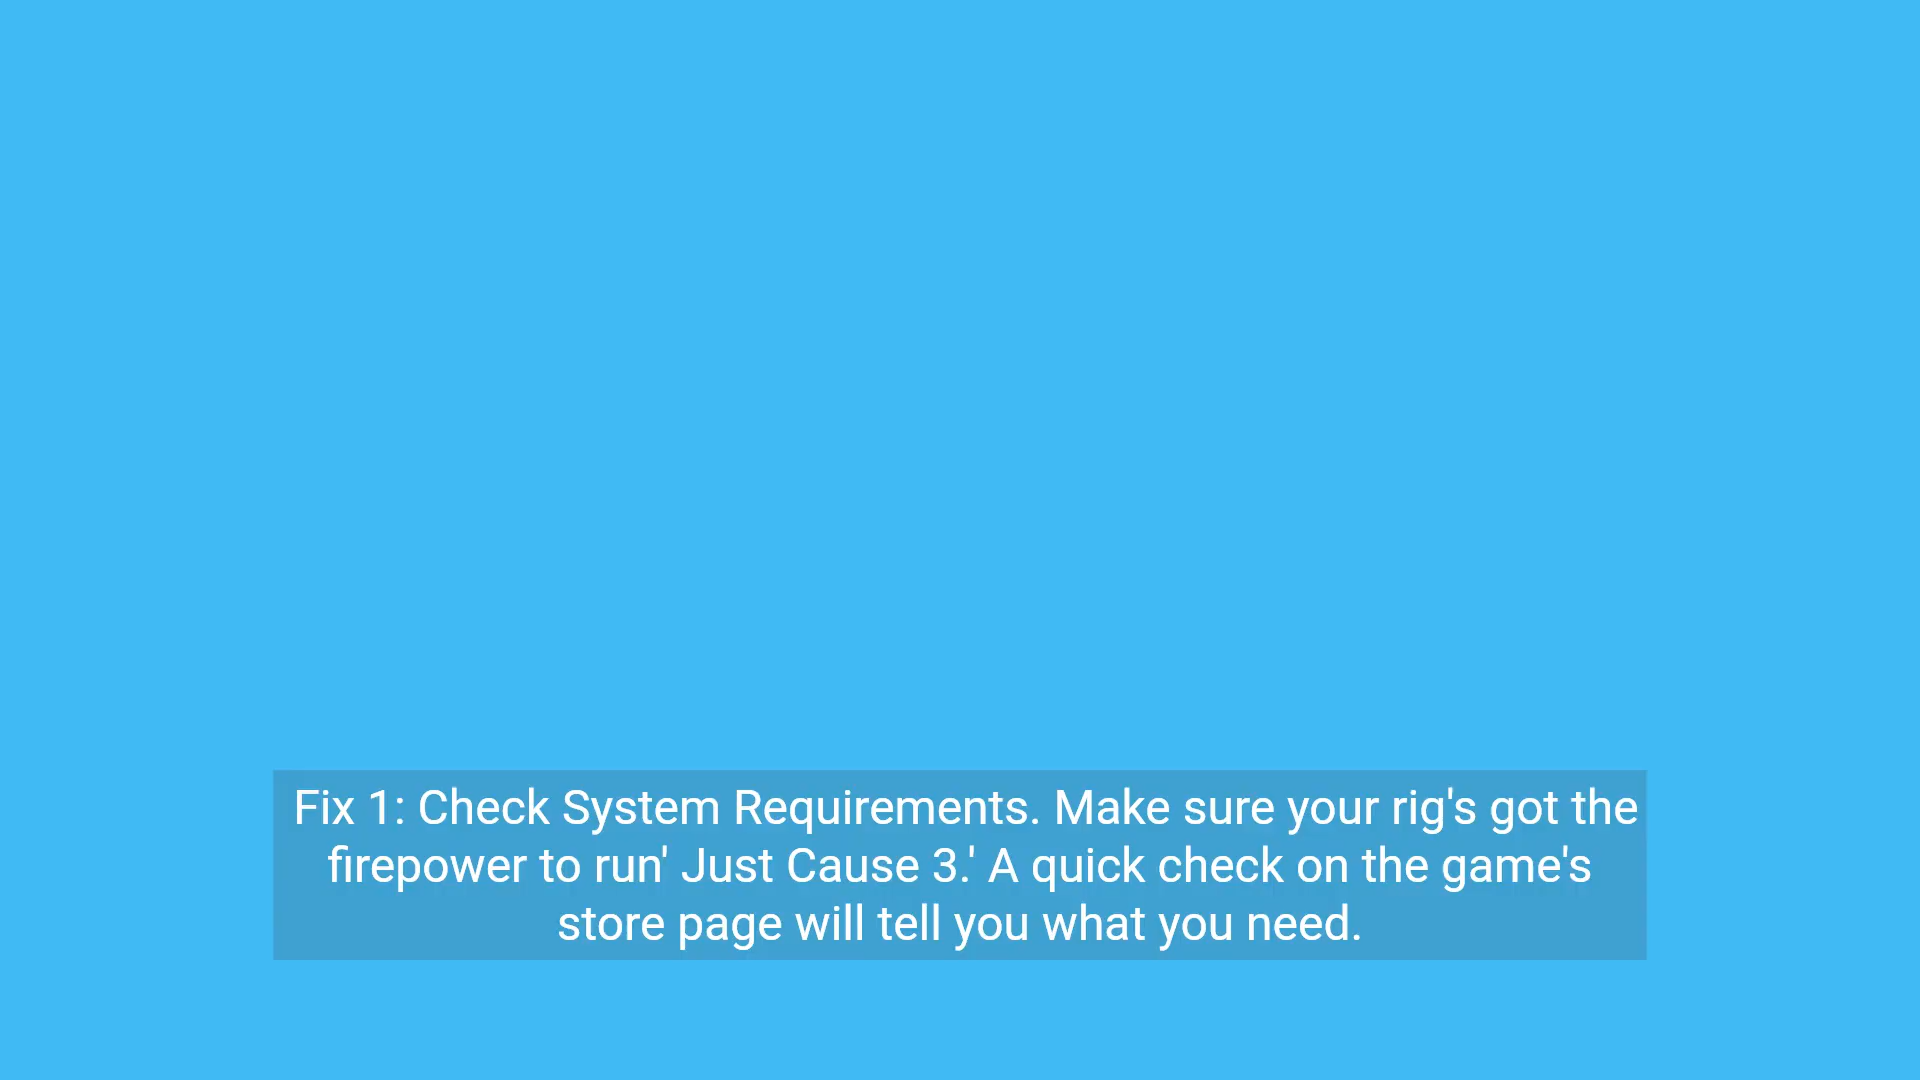 Fix 1: Check System Requirements. Make sure your rig's got the
firepower to run' Just Cause 3.' A quick check on the game's
store page will tell you what you need.